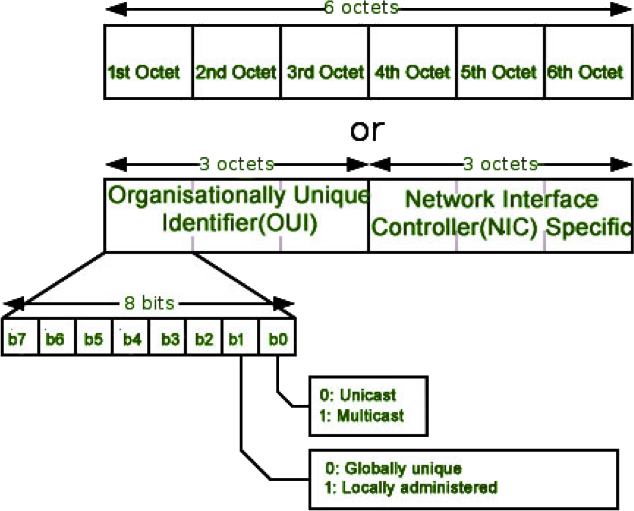 6 octets
1st Octet 2nd Octet 3rd Octet 4th Octet 5th Octet 6th Octet
or
3 octets 3 octets
Organisationally Unique
Identifier(OUI)
Network Interface
Controller(NIC) Specific
8 bits
b7 b6 b5 b4 b3 b2 b1 b0
0: Unicast
1: Multicast
0: Globally unique
1: Locally administered